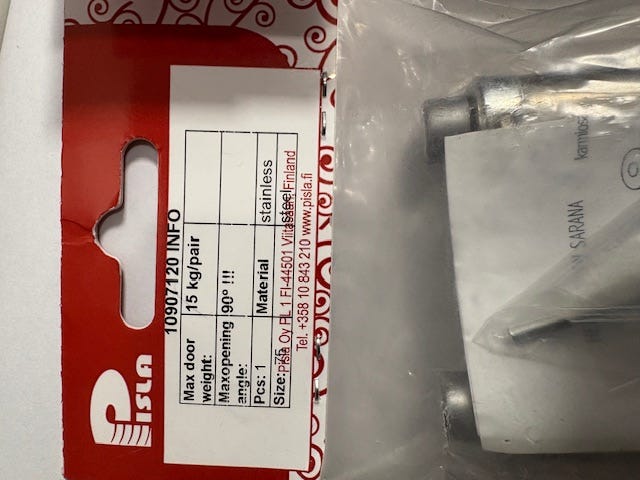 PISLA
10907120 INFO
Max door weight: 15 kg/pair
Maxopening angle: 90º !!!
Pcs: 1 Material stainless steel
Size: 75
Pisla Oy PL 1 FI-44501 Viitasaari, Finland
Tel. +358 10 843 210 www.pisla.fi
SARANA